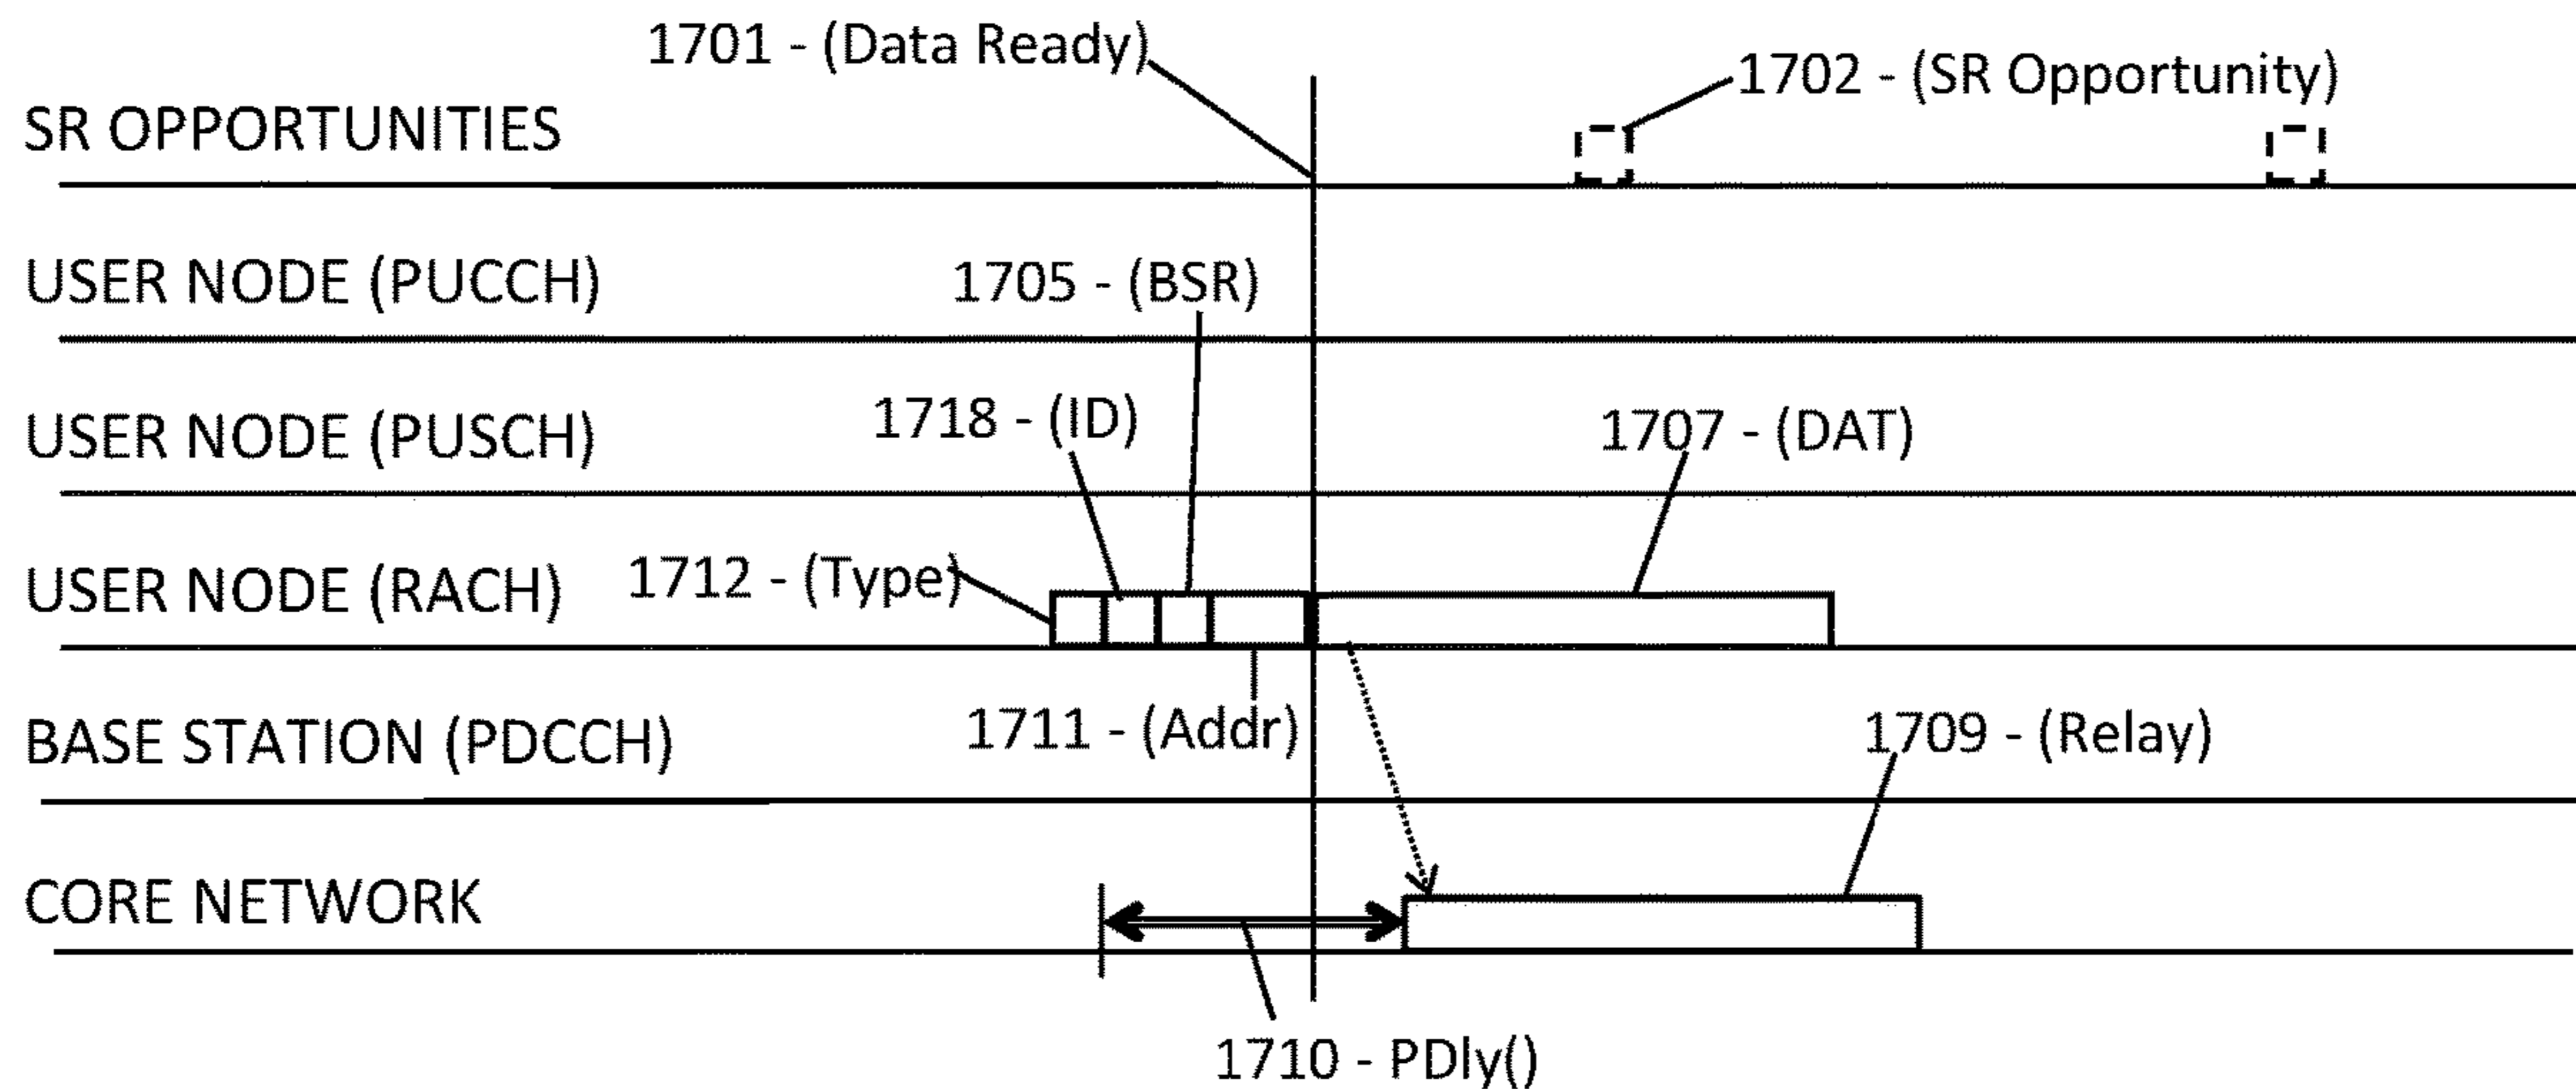 1701 - (Data Ready)
1702 - (SR Opportunity)
SR OPPORTUNITIES
USER NODE (PUCCH)
1705 - (BSR)
1718 - (ID)
USER NODE (PUSCH)
1707 - (DAT)
USER NODE (RACH)
1712 - (Type)
1711 - (Addr)
BASE STATION (PDCCH)
1709 - (Relay)
CORE NETWORK
1710 - PDly()